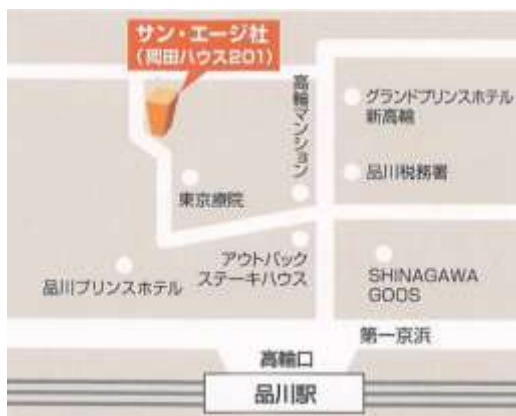 サン・エージ社
(岡田ハウス201)
高輪マンション
グランドプリンスホテル
新高輪
品川税務署
東京療院
アウトバック
ステーキハウス
品川プリンスホテル
SHINAGAWA
GOOS
第一京浜
高輪口
品川駅